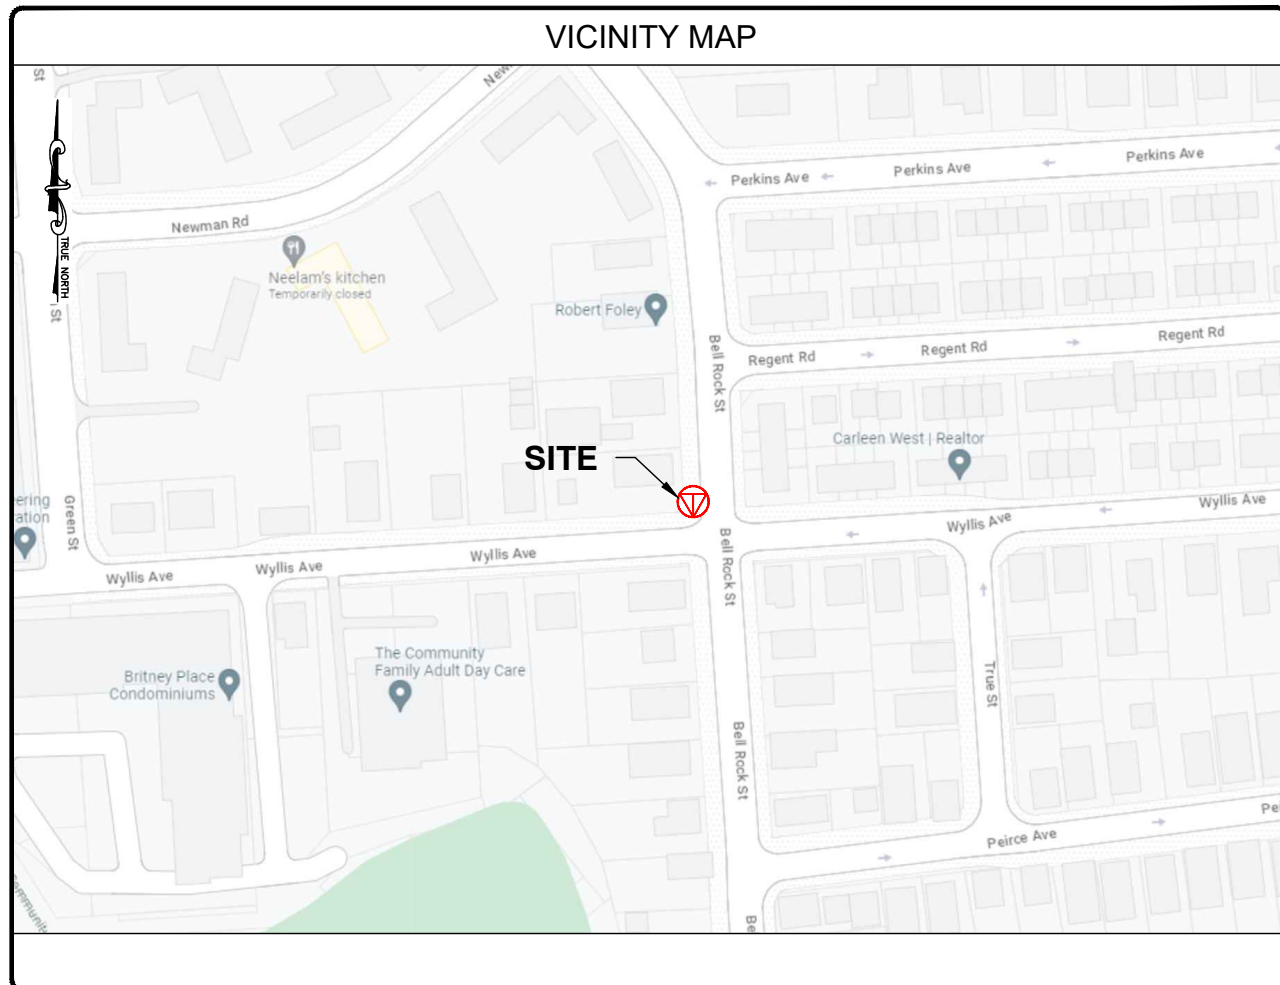 VICINITY MAP
St
New
Perkins Ave
Perkins Ave
Perkins Ave
Newman Rd
TRUE NORTH
Neelam's kitchen
Temporarily closed
St
Robert Foley
Bell Rock St
Regent Rd
Regent Rd
Regent Rd
Carleen West | Realtor
SITE
Green St
Wyllis Ave
Wyllis Ave
Wyllis Ave
Wyllis Ave
Wyllis Ave
Bell Rock St
The Community
Family Adult Day Care
Britney Place
Condominiums
True St
Bell Rock St
Peirce Ave
Pei
Be